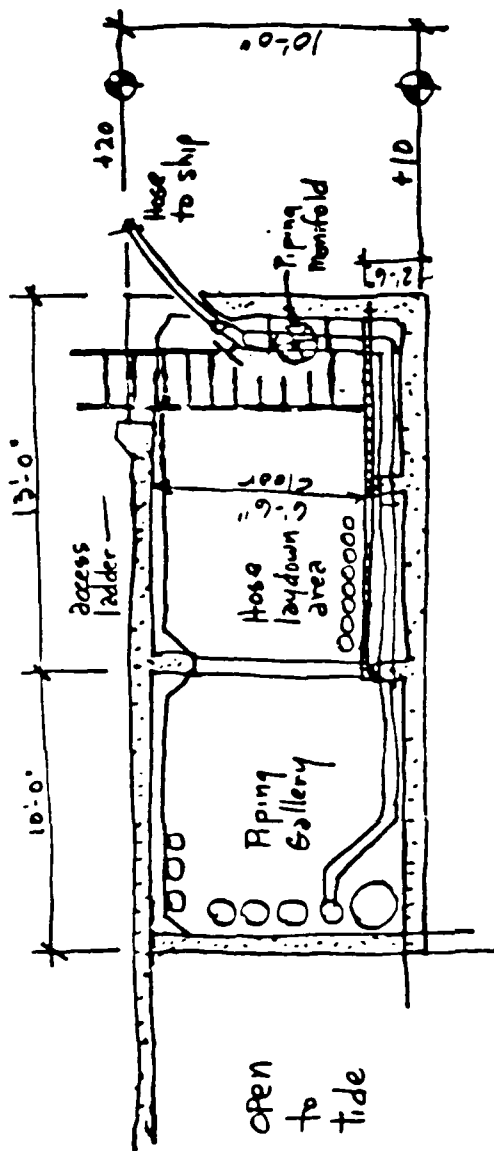 10'-0"
+20
+10
Hose
to ship
Piping
manifold
2'-6"
13'-0"
10'-0"
access
ladder
6'-6"
Clear
Hose
laydown
area
Piping
Gallery
open
to
tide